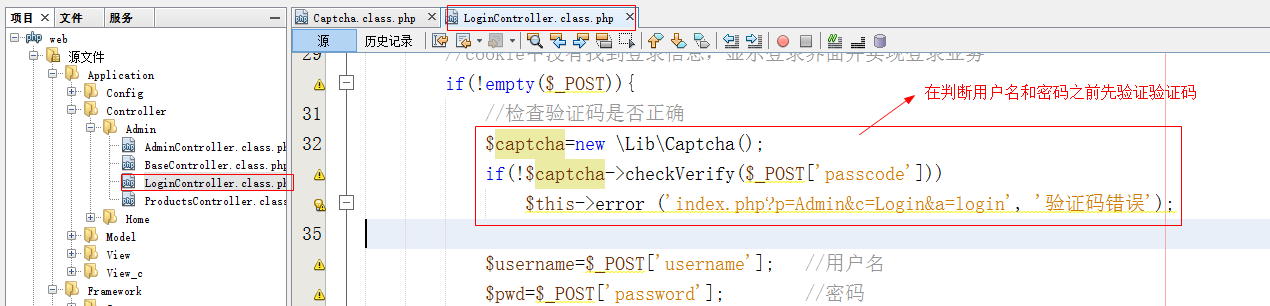 项目 × 文件 服务
web
源文件
Application
Config
Controller
Admin
AdminController.class.ph
BaseController.class.php
LoginController.class.ph
ProductsController.class
Home
Model
View
View_c
Framework
Captcha.class.php × LoginController.class.php ×
源 历史记录
29 //cookie中没有找到登录信息，显示登录界面并实现登录业务
if(!empty($_POST)){
31 //检查验证码是否正确
32 $captcha=new \Lib\Captcha();
if(!$captcha->checkVerify($_POST['passcode']))
$this->error ('index.php?p=Admin&c=Login&a=login', '验证码错误');
35
$username=$_POST['username']; //用户名
$pwd=$_POST['password']; //密码
在判断用户名和密码之前先验证验证码